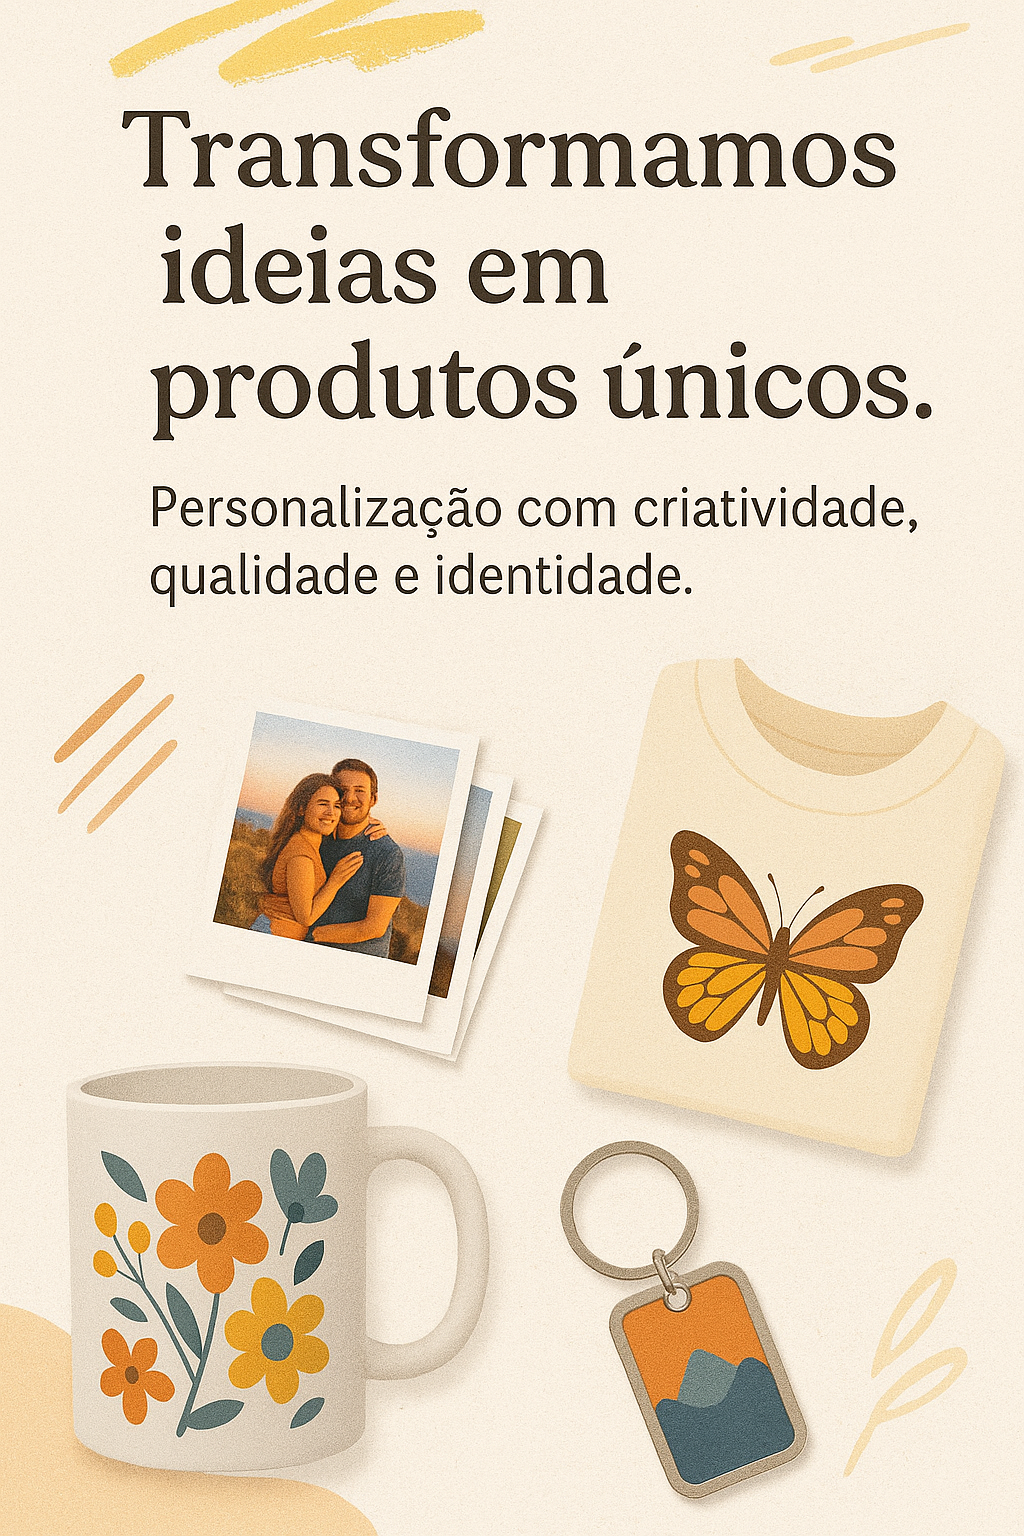 Transformamos
ideias em
produtos únicos.
Personalização com criatividade,
qualidade e identidade.